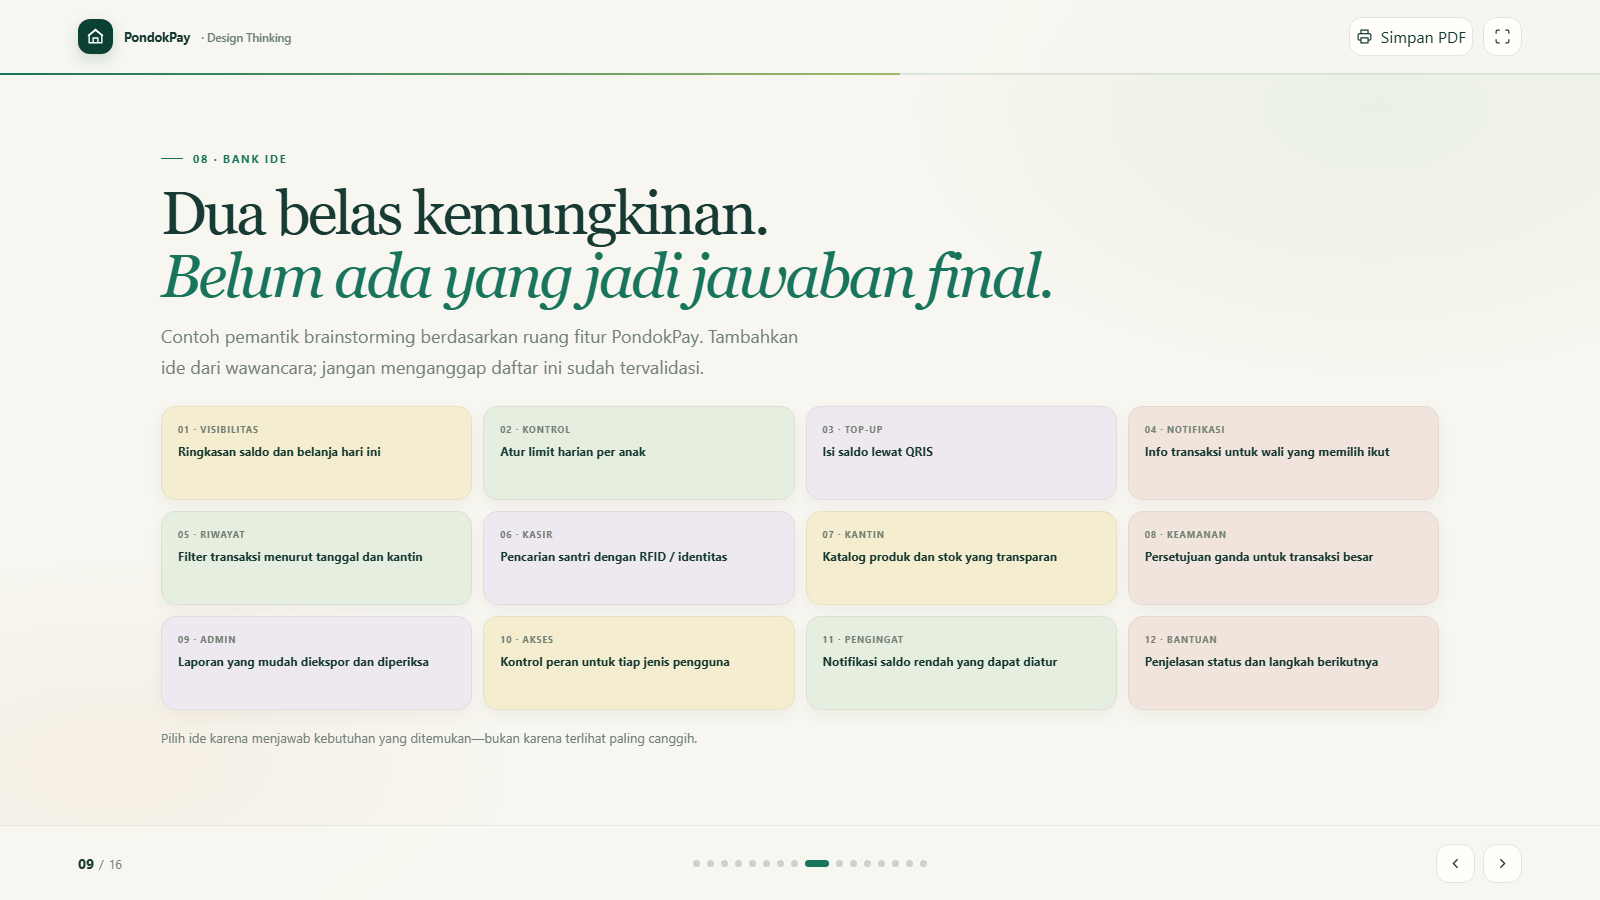 PondokPay · Design Thinking
Simpan PDF
08 · BANK IDE
Dua belas kemungkinan.
Belum ada yang jadi jawaban final.
Contoh pemantik brainstorming berdasarkan ruang fitur PondokPay. Tambahkan
ide dari wawancara; jangan menganggap daftar ini sudah tervalidasi.
01 · VISIBILITAS
Ringkasan saldo dan belanja hari ini
02 · KONTROL
Atur limit harian per anak
03 · TOP-UP
Isi saldo lewat QRIS
04 · NOTIFIKASI
Info transaksi untuk wali yang memilih ikut
05 · RIWAYAT
Filter transaksi menurut tanggal dan kantin
06 · KASIR
Pencarian santri dengan RFID / identitas
07 · KANTIN
Katalog produk dan stok yang transparan
08 · KEAMANAN
Persetujuan ganda untuk transaksi besar
09 · ADMIN
Laporan yang mudah diekspor dan diperiksa
10 · AKSES
Kontrol peran untuk tiap jenis pengguna
11 · PENGINGAT
Notifikasi saldo rendah yang dapat diatur
12 · BANTUAN
Penjelasan status dan langkah berikutnya
Pilih ide karena menjawab kebutuhan yang ditemukan—bukan karena terlihat paling canggih.
09 / 16